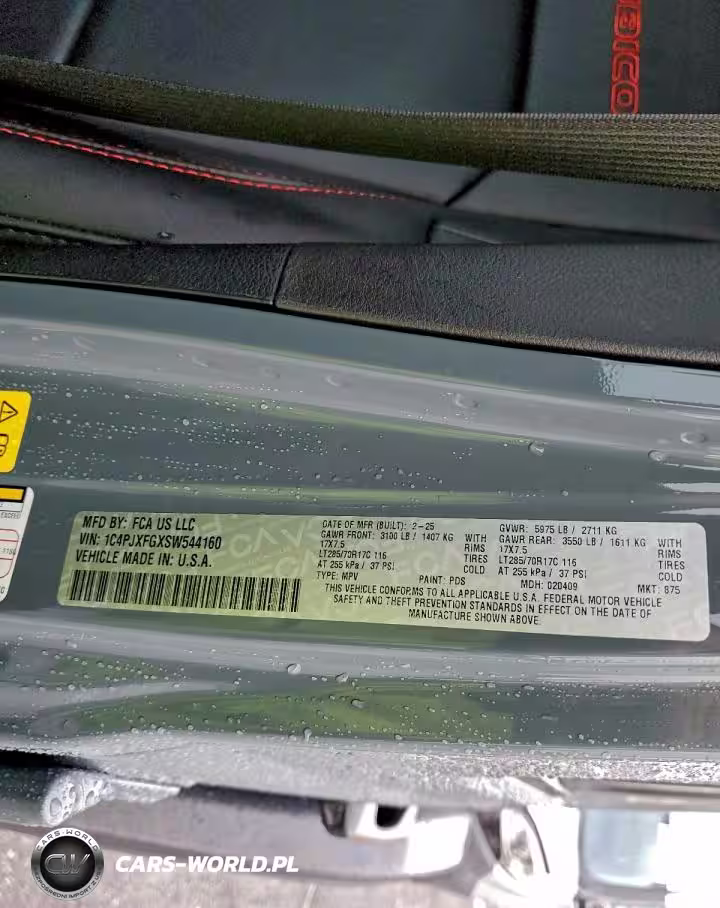 BICO
MFD BY: FCA US LLC
VIN: 1C4PJXFGXSW544160
VEHICLE MADE IN: U.S.A.
DATE OF MFR (BUILT): 2-25
GAWR FRONT: 3100 LB / 1407 KG WITH
17X7.5 RIMS
LT285/70R17C 116 TIRES
AT 255 kPa / 37 PSI COLD
GVWR: 5975 LB / 2711 KG
GAWR REAR: 3550 LB / 1611 KG WITH
17X7.5 RIMS
LT285/70R17C 116 TIRES
AT 255 kPa / 37 PSI COLD
TYPE: MPV PAINT: PDS MDH: 020409 MKT: 875
THIS VEHICLE CONFORMS TO ALL APPLICABLE U.S.A. FEDERAL MOTOR VEHICLE
SAFETY AND THEFT PREVENTION STANDARDS IN EFFECT ON THE DATE OF
MANUFACTURE SHOWN ABOVE.
CARS-WORLD
CW
CARS-WORLD.PL